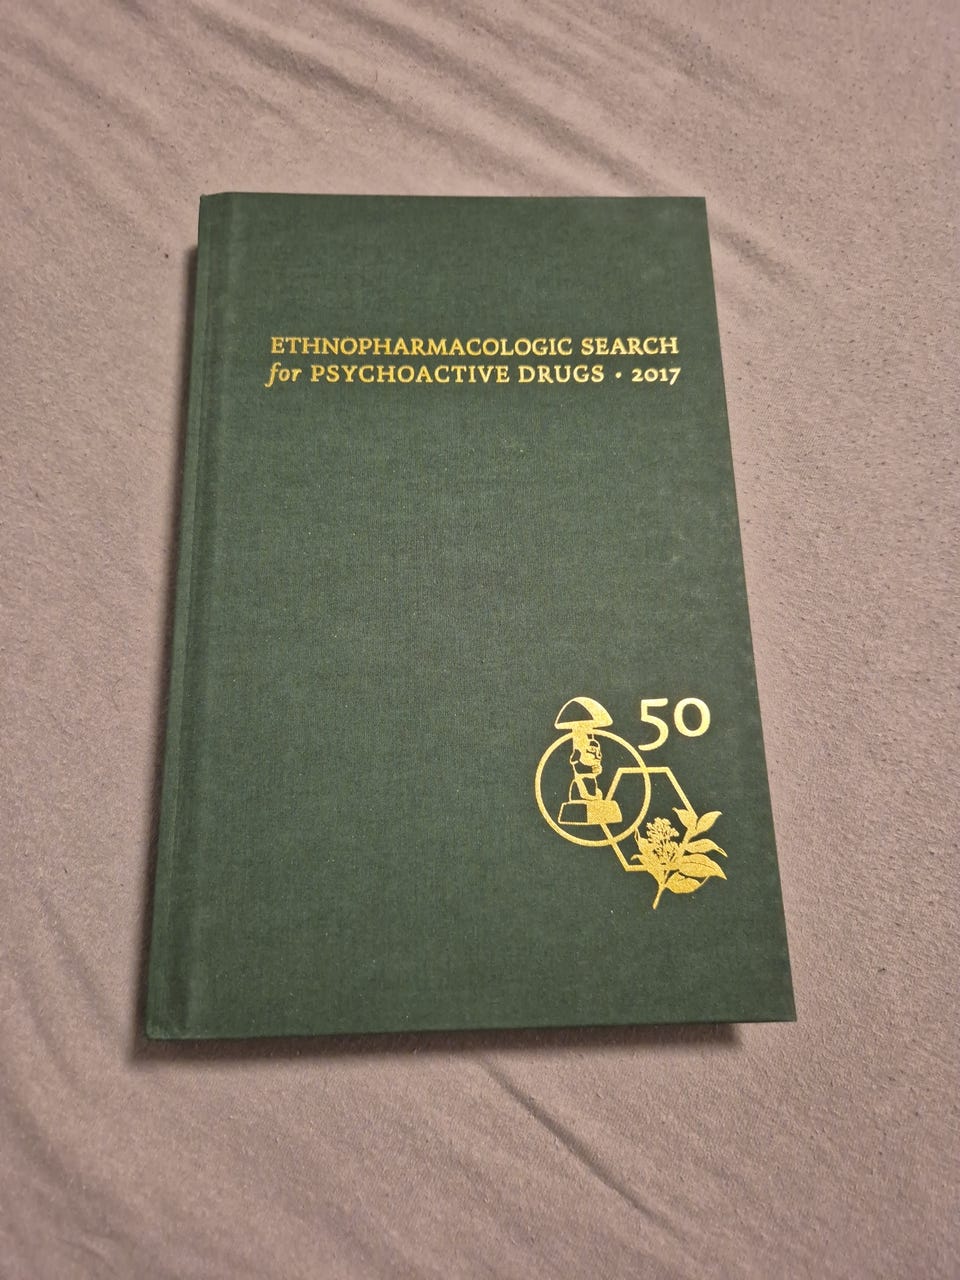 ETHNOPHARMACOLOGIC SEARCH
for PSYCHOACTIVE DRUGS • 2017
50